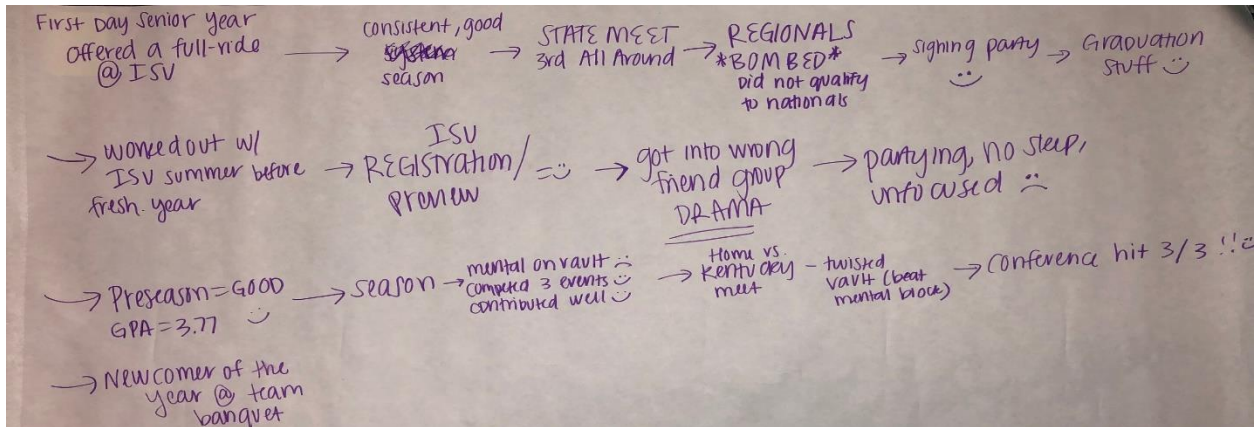 First Day Senior Year
offered a full-ride
@ ISU
→ consistent, good
season
→ STATE MEET
3rd All Around
→ REGIONALS
*BOMBED*
Did not qualify
to nationals
→ signing party
→ Graduation
stuff
→ worked out w/
ISU summer before
fresh. year
→ ISU
REGIStration/
preview
=
→ got into wrong
friend group
DRAMA
→ partying, no sleep,
unfocused
→ Preseason = GOOD
GPA = 3.77
→ season
→ mental on vault
competed 3 events
contributed well
→ Home vs.
Kentucky
meet
- twisted
vault (beat
mental block)
→ conference hit 3/3 !!
→ Newcomer of the
year @ team
banquet